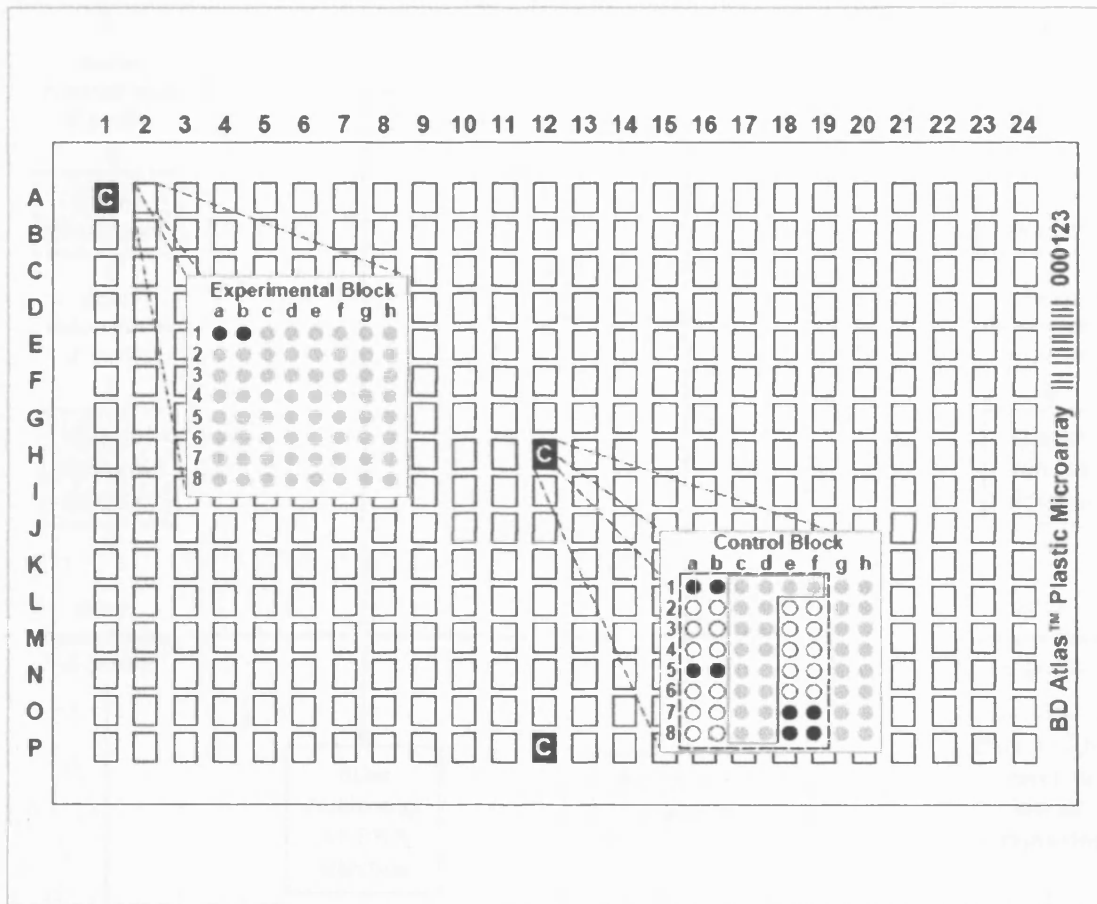 1 2 3 4 5 6 7 8 9 10 11 12 13 14 15 16 17 18 19 20 21 22 23 24
A C
B
C
Experimental Block
D
a b c d e f g h
E
1
2
F
3
4
G
5
6
H
7
C
8
I
J
Control Block
K
a b c d e f g h
1
L
2
3
M
4
N
5
6
O
7
P
C
8
BD Atlas™ Plastic Microarray 000123